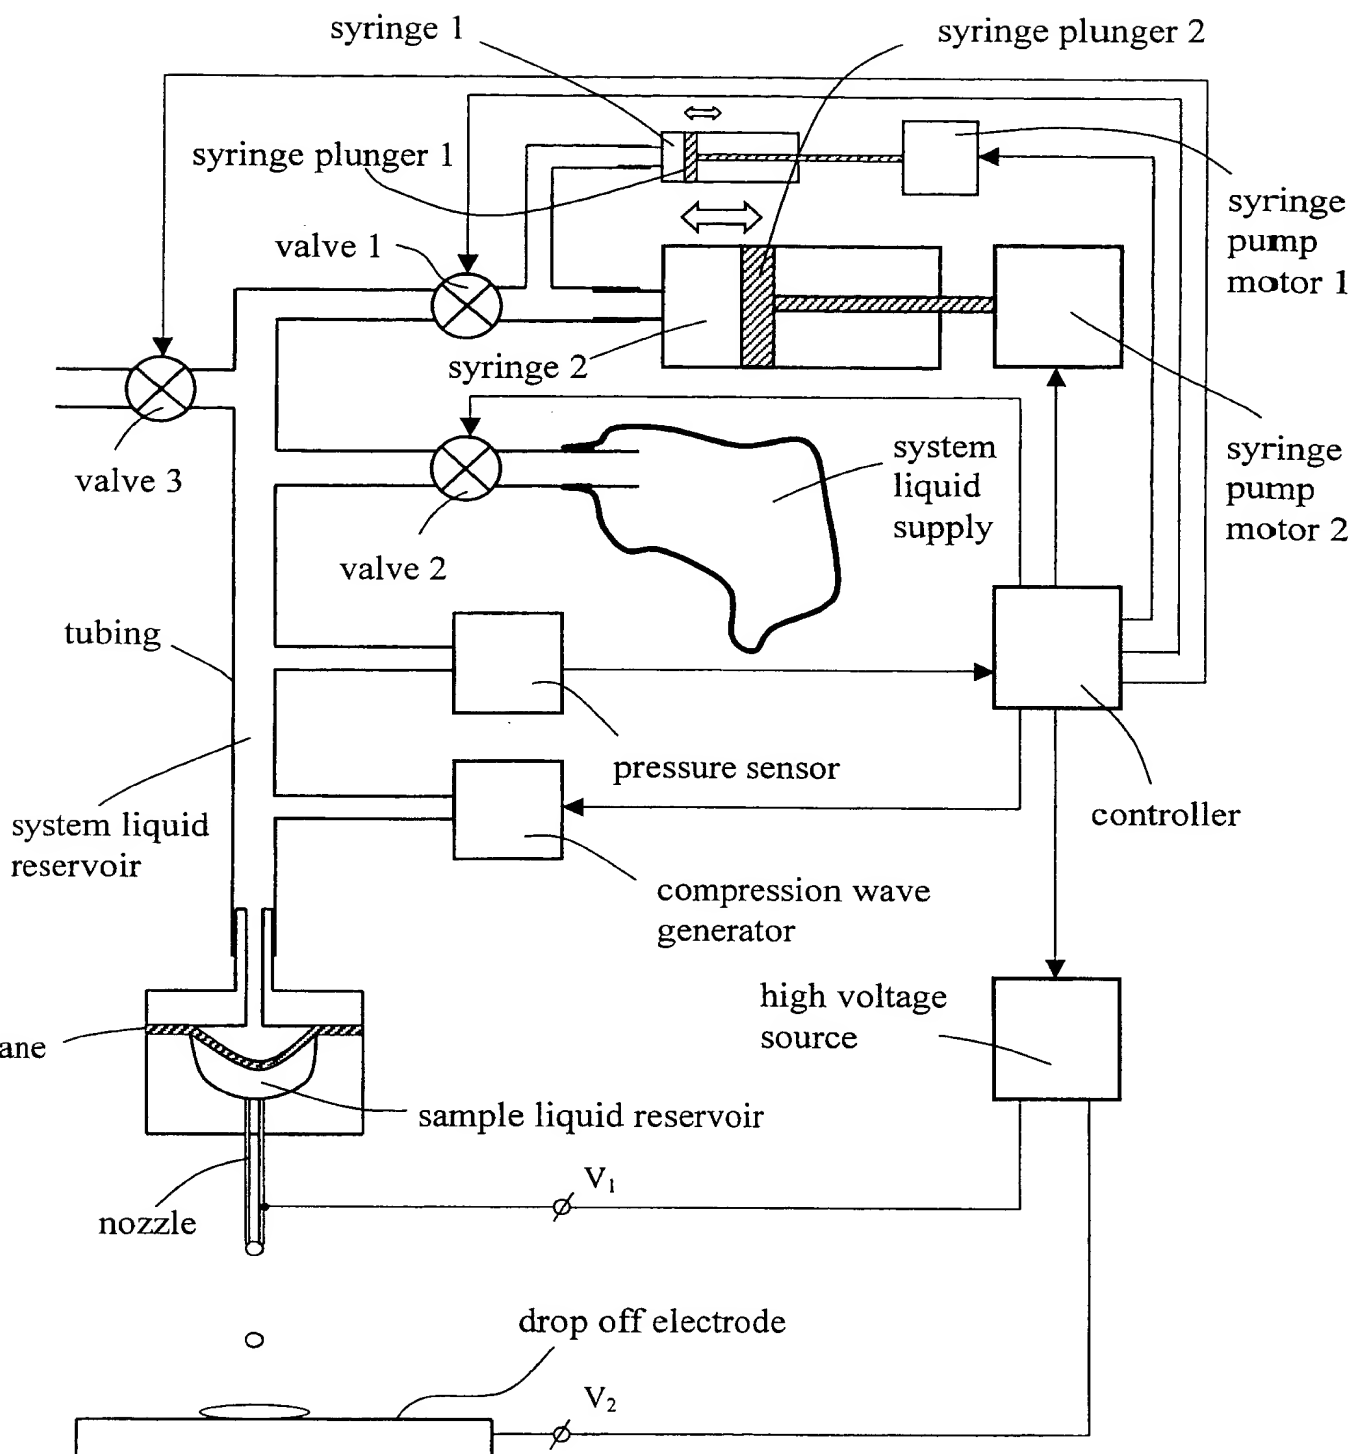 syringe 1
syringe plunger 2
syringe plunger 1
syringe
pump
motor 1
valve 1
syringe 2
valve 3
system
liquid
supply
syringe
pump
motor 2
valve 2
tubing
pressure sensor
system liquid
reservoir
controller
compression wave
generator
high voltage
source
ane
sample liquid reservoir
V₁
nozzle
drop off electrode
V₂